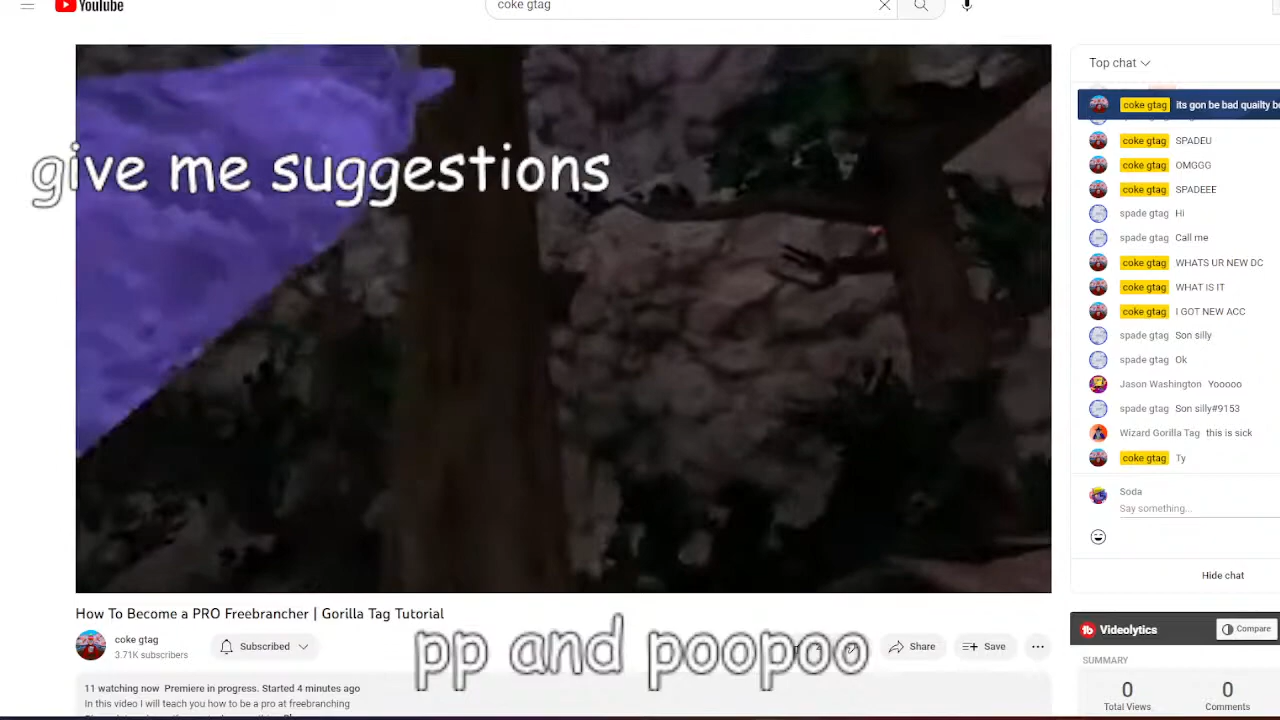 YouTube
coke gtag
Top chat
coke gtag its gon be bad quailty
coke gtag SPADEU
coke gtag OMGGG
coke gtag SPADEEE
spade gtag Hi
spade gtag Call me
coke gtag WHATS UR NEW DC
coke gtag WHAT IS IT
coke gtag I GOT NEW ACC
spade gtag Son silly
spade gtag Ok
Jason Washington Yooooo
spade gtag Son silly#9153
Wizard Gorilla Tag this is sick
coke gtag Ty
Soda
Say something...
Hide chat
give me suggestions
How To Become a PRO Freebrancher | Gorilla Tag Tutorial
coke gtag
3.71K subscribers
Subscribed
pp and poopoo
Share
Save
11 watching now Premiere in progress. Started 4 minutes ago
In this video I will teach you how to be a pro at freebranching
Videolytics
Compare
SUMMARY
0 0
Total Views Comments